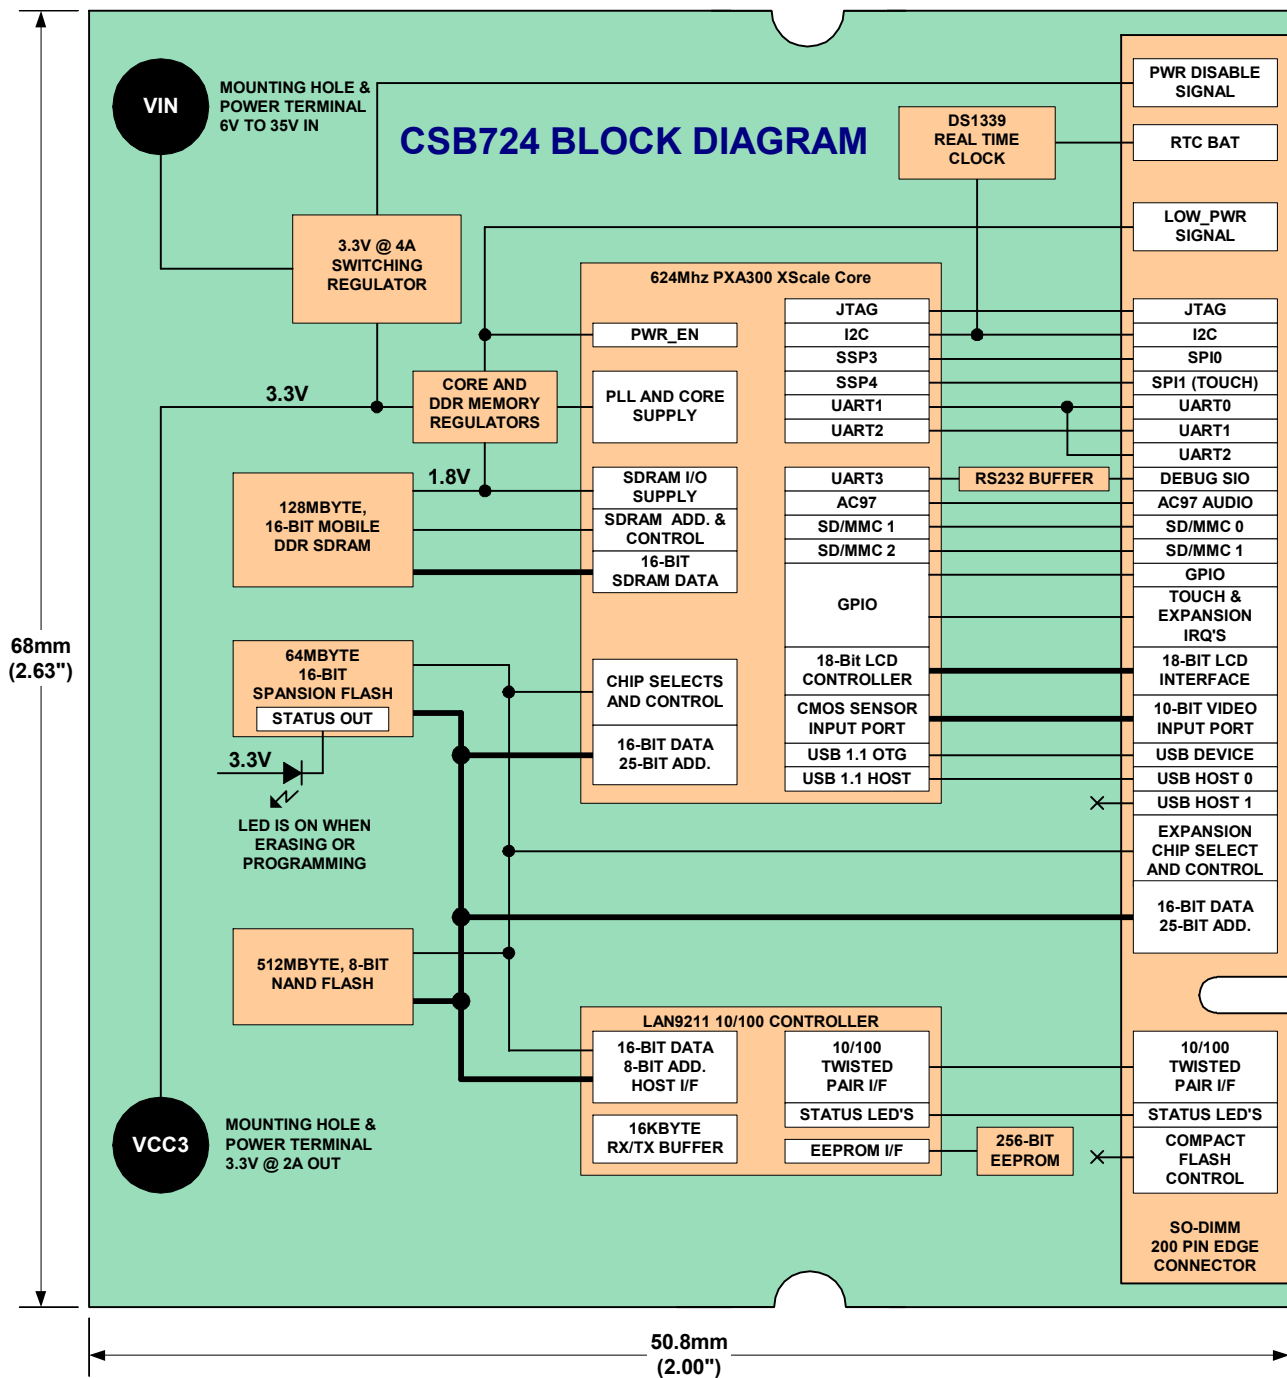 CSB724 BLOCK DIAGRAM
VIN
MOUNTING HOLE &
POWER TERMINAL
6V TO 35V IN
3.3V @ 4A
SWITCHING
REGULATOR
DS1339
REAL TIME
CLOCK
PWR DISABLE
SIGNAL
RTC BAT
LOW_PWR
SIGNAL
3.3V
CORE AND
DDR MEMORY
REGULATORS
1.8V
128MBYTE,
16-BIT MOBILE
DDR SDRAM
624Mhz PXA300 XScale Core
PWR_EN
PLL AND CORE
SUPPLY
SDRAM I/O
SUPPLY
SDRAM ADD. &
CONTROL
16-BIT
SDRAM DATA
CHIP SELECTS
AND CONTROL
16-BIT DATA
25-BIT ADD.
JTAG
I2C
SSP3
SSP4
UART1
UART2
UART3
AC97
SD/MMC 1
SD/MMC 2
GPIO
18-Bit LCD
CONTROLLER
CMOS SENSOR
INPUT PORT
USB 1.1 OTG
USB 1.1 HOST
RS232 BUFFER
JTAG
I2C
SPI0
SPI1 (TOUCH)
UART0
UART1
UART2
DEBUG SIO
AC97 AUDIO
SD/MMC 0
SD/MMC 1
GPIO
TOUCH &
EXPANSION
IRQ'S
18-BIT LCD
INTERFACE
10-BIT VIDEO
INPUT PORT
USB DEVICE
USB HOST 0
USB HOST 1
EXPANSION
CHIP SELECT
AND CONTROL
16-BIT DATA
25-BIT ADD.
68mm
(2.63")
64MBYTE
16-BIT
SPANSION FLASH
STATUS OUT
3.3V
LED IS ON WHEN
ERASING OR
PROGRAMMING
512MBYTE, 8-BIT
NAND FLASH
LAN9211 10/100 CONTROLLER
16-BIT DATA
8-BIT ADD.
HOST I/F
16KBYTE
RX/TX BUFFER
10/100
TWISTED
PAIR I/F
STATUS LED'S
EEPROM I/F
256-BIT
EEPROM
10/100
TWISTED
PAIR I/F
STATUS LED'S
COMPACT
FLASH
CONTROL
VCC3
MOUNTING HOLE &
POWER TERMINAL
3.3V @ 2A OUT
SO-DIMM
200 PIN EDGE
CONNECTOR
50.8mm
(2.00")